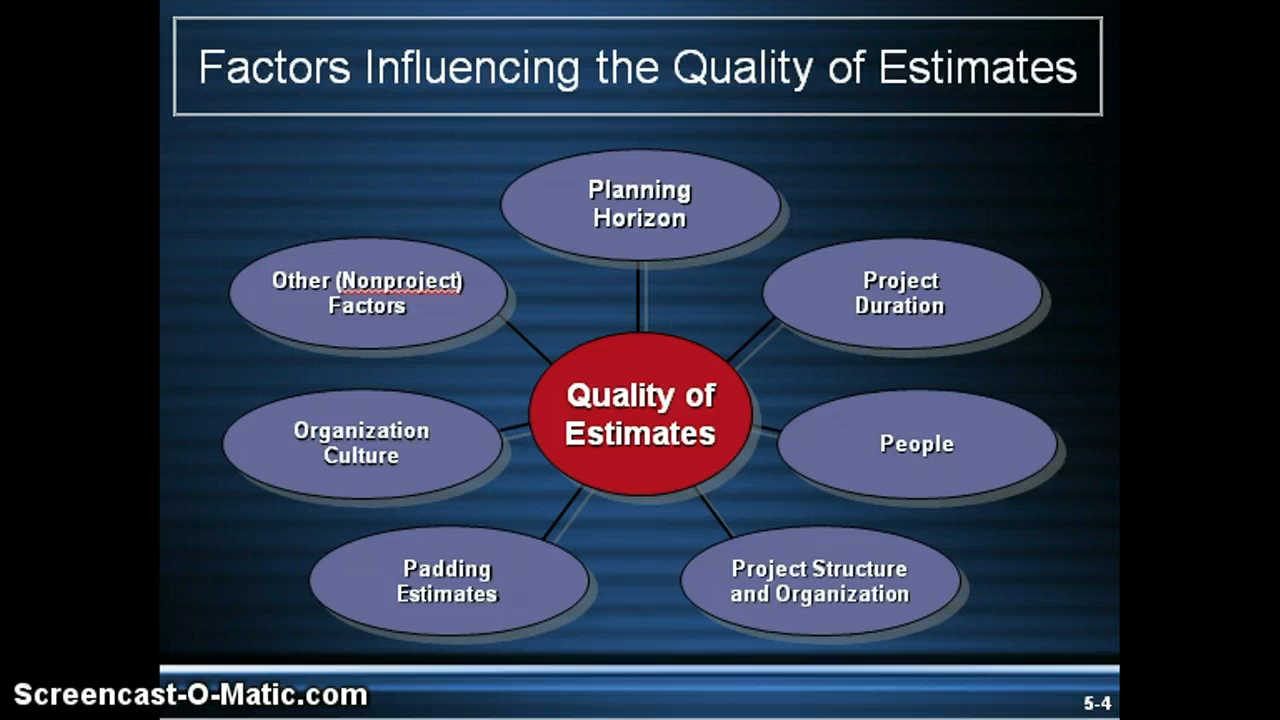 Factors Influencing the Quality of Estimates
Planning
Horizon
Other (Nonproject)
Factors
Project
Duration
Quality of
Estimates
Organization
Culture
People
Padding
Estimates
Project Structure
and Organization
Screencast-O-Matic.com
5-4